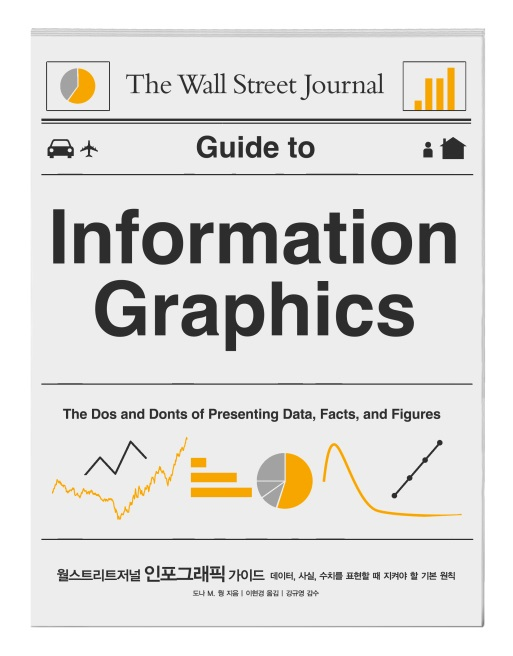 The Wall Street Journal
Guide to
Information
Graphics
The Dos and Donts of Presenting Data, Facts, and Figures
월스트리트저널 인포그래픽 가이드 데이터, 사실, 수치를 표현할 때 지켜야 할 기본 원칙
도나 M. 웡 지음 | 이현경 옮김 | 강규영 감수